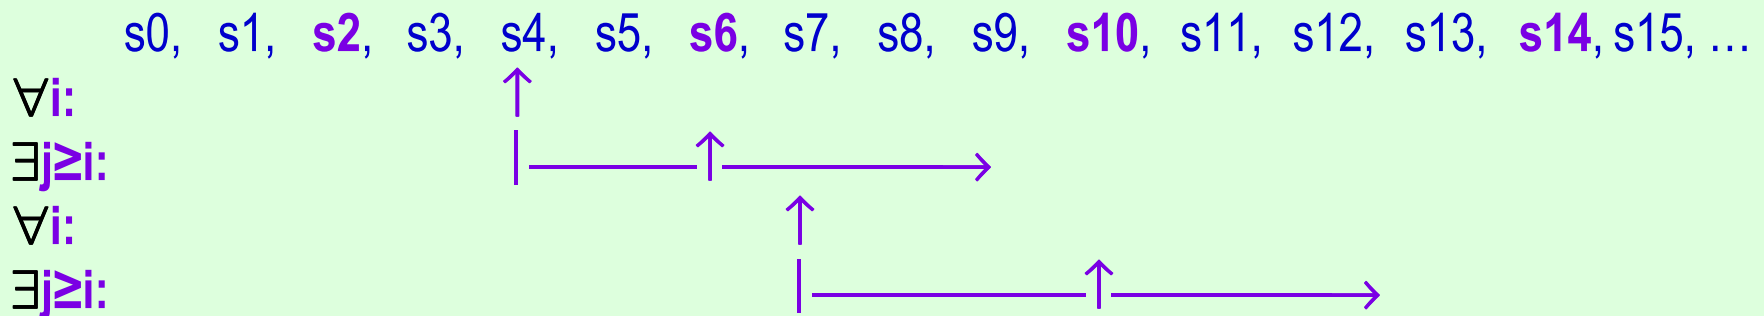 s0, s1, s2, s3, s4, s5, s6, s7, s8, s9, s10, s11, s12, s13, s14, s15, …
∀i:
∃j≥i:
∀i:
∃j≥i: